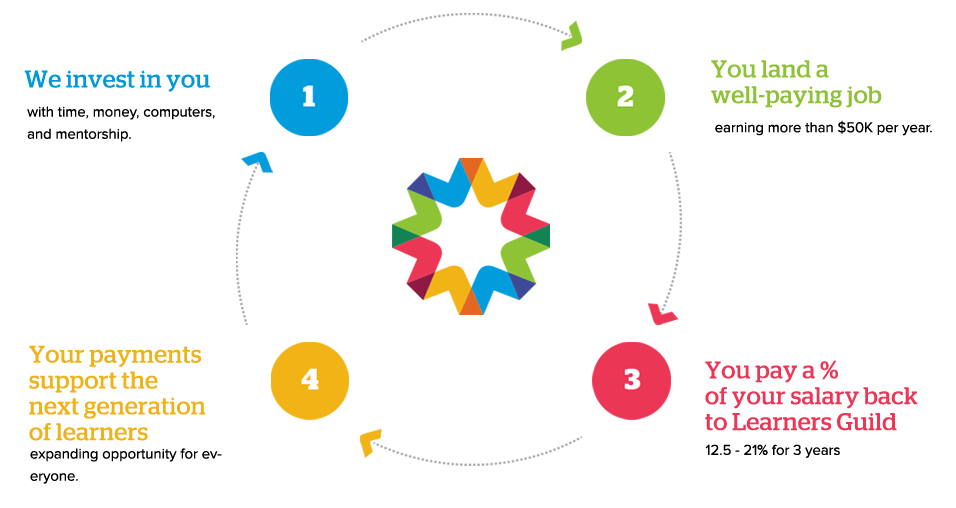 We invest in you
with time, money, computers,
and mentorship.
1
2
You land a
well-paying job
earning more than $50K per year.
3
You pay a %
of your salary back
to Learners Guild
12.5 - 21% for 3 years
4
Your payments
support the
next generation
of learners
expanding opportunity for ev-
eryone.